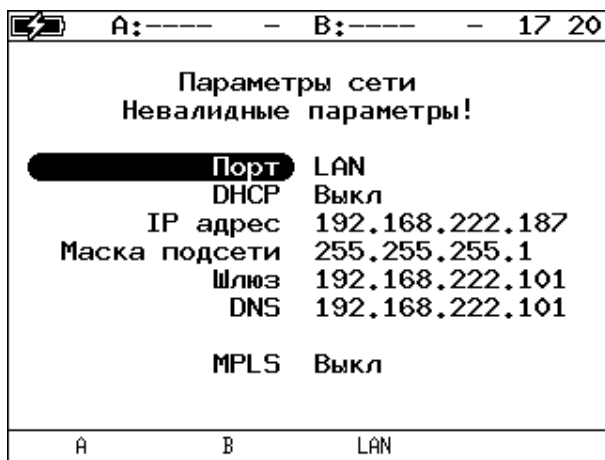 A:---- - B:---- - 17 20
Параметры сети
Невалидные параметры!
Порт LAN
DHCP Выкл
IP адрес 192.168.222.187
Маска подсети 255.255.255.1
Шлюз 192.168.222.101
DNS 192.168.222.101
MPLS Выкл
A B LAN